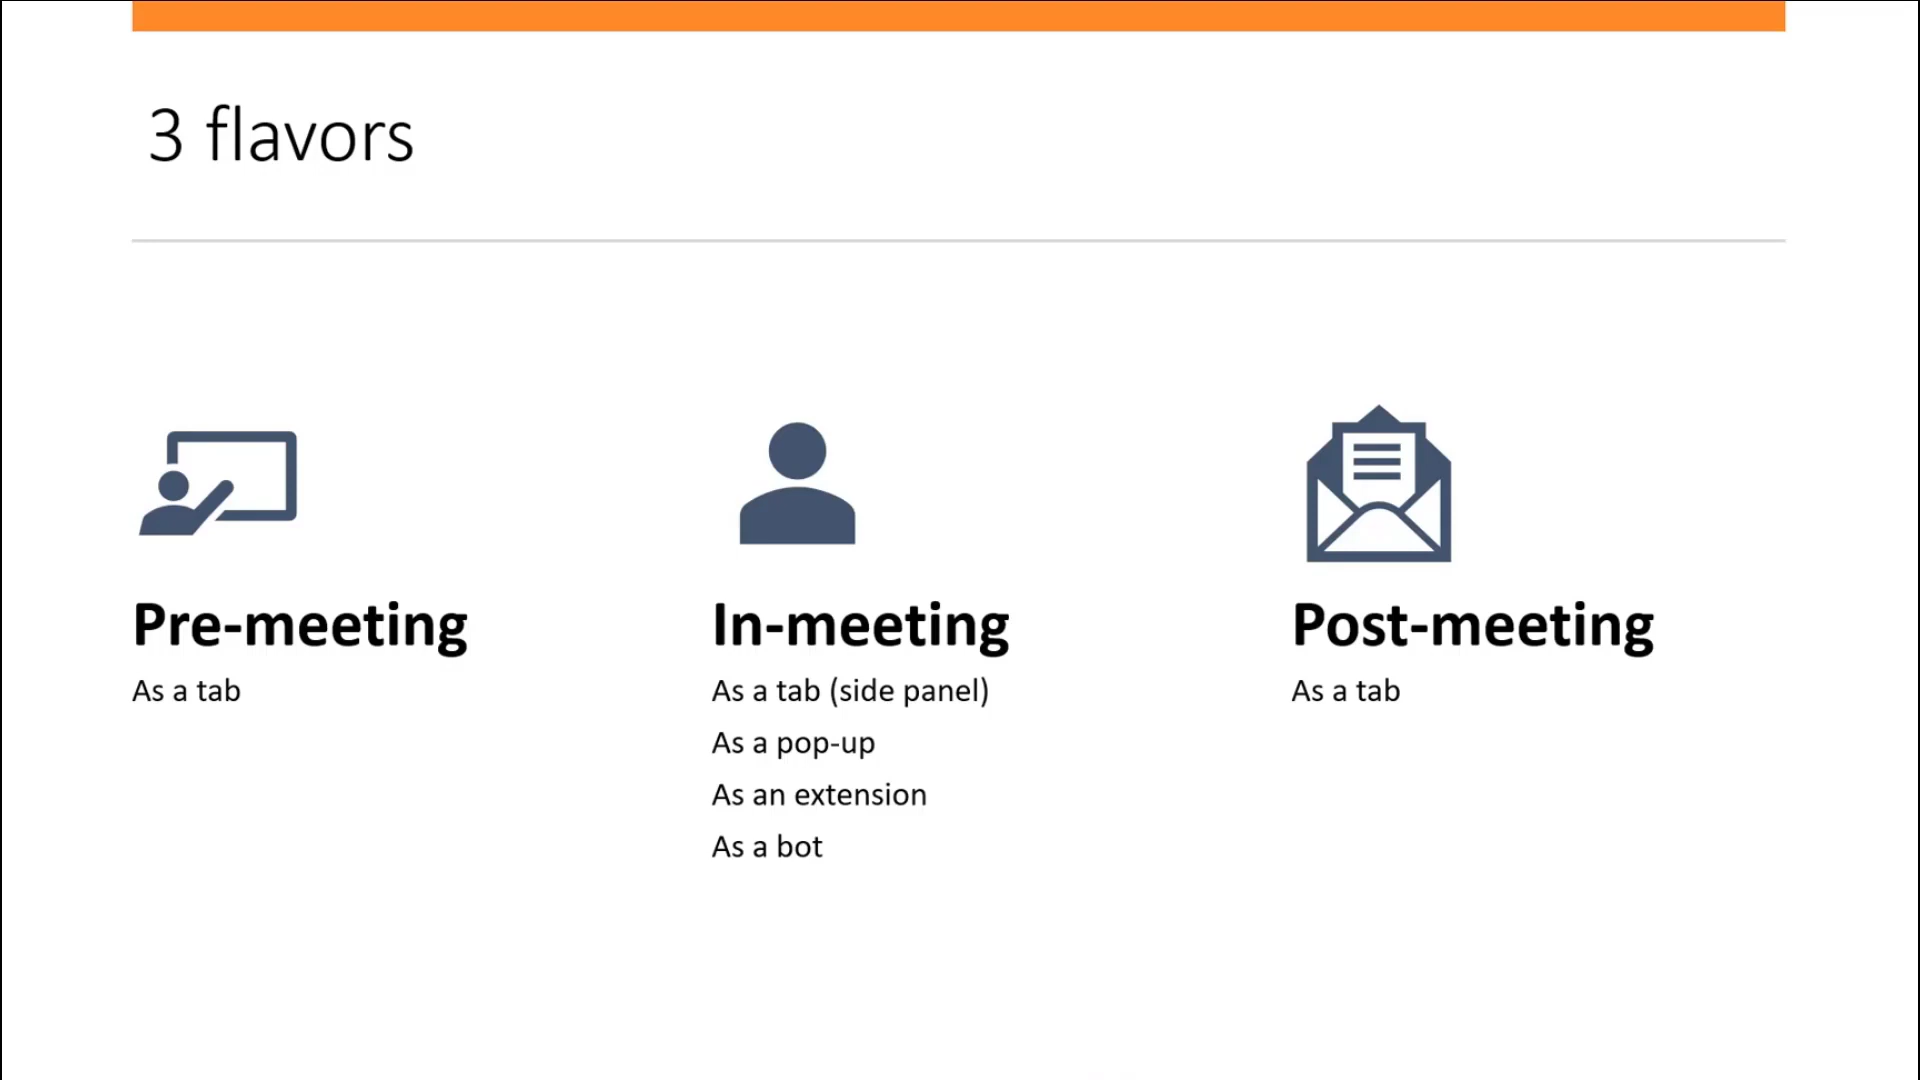 3 flavors
Pre-meeting
As a tab
In-meeting
As a tab (side panel)
As a pop-up
As an extension
As a bot
Post-meeting
As a tab